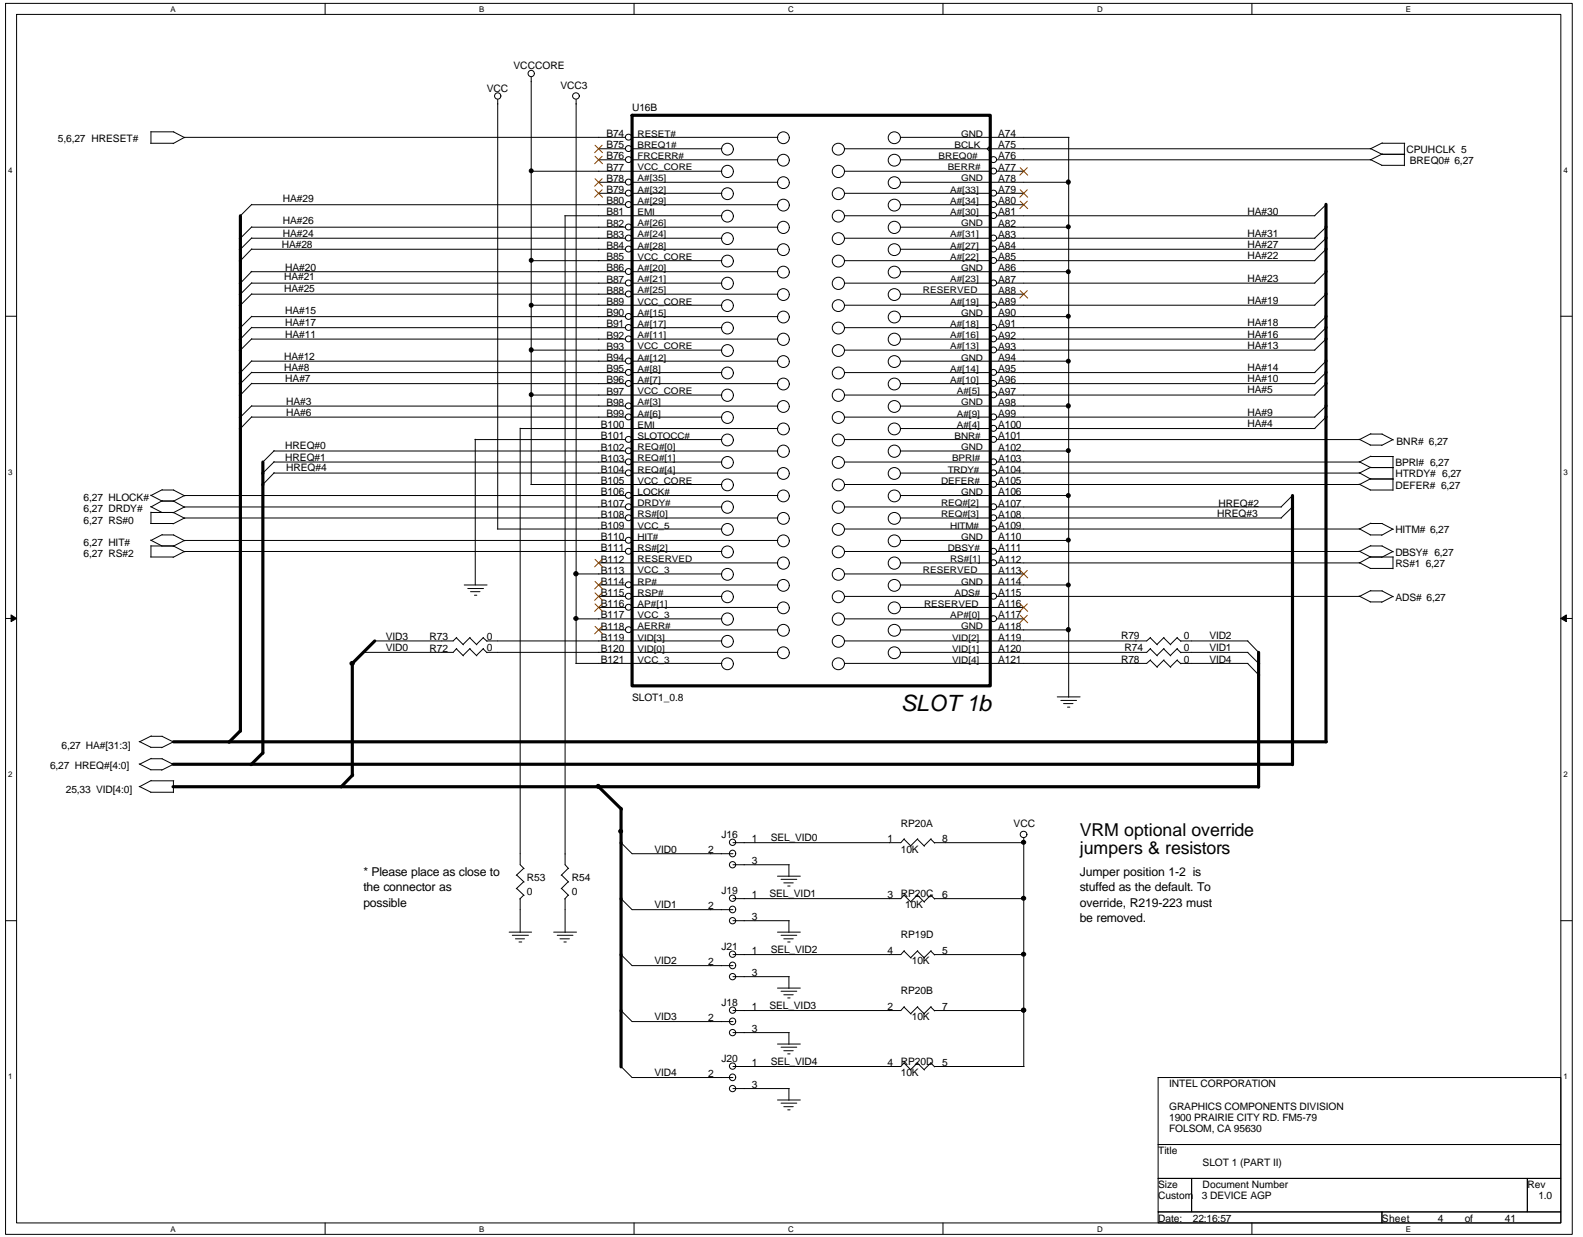 A B C D E
VCCCORE
VCC
VCC3
U16B
5,6,27 HRESET#
B74 RESET# GND A74
B75 BREQ1# BCLK A75 CPUHCLK 5
B76 FRCERR# BREQ0# A76 BREQ0# 6,27
B77 VCC_CORE BERR# A77
4 4
B78 A#[35] GND A78
B79 A#[32] A#[33] A79
HA#29 B80 A#[29] A#[34] A80
B81 EMI A#[30] A81 HA#30
HA#26 B82 A#[26] GND A82
HA#24 B83 A#[24] A#[31] A83 HA#31
HA#28 B84 A#[28] A#[27] A84 HA#27
B85 VCC_CORE A#[22] A85 HA#22
HA#20 B86 A#[20] GND A86
HA#21 B87 A#[21] A#[23] A87 HA#23
HA#25 B88 A#[25] RESERVED A88
B89 VCC_CORE A#[19] A89 HA#19
HA#15 B90 A#[15] GND A90
HA#17 B91 A#[17] A#[18] A91 HA#18
HA#11 B92 A#[11] A#[16] A92 HA#16
B93 VCC_CORE A#[13] A93 HA#13
HA#12 B94 A#[12] GND A94
HA#8 B95 A#[8] A#[14] A95 HA#14
HA#7 B96 A#[7] A#[10] A96 HA#10
B97 VCC_CORE A#[5] A97 HA#5
HA#3 B98 A#[3] GND A98
HA#6 B99 A#[6] A#[9] A99 HA#9
B100 EMI A#[4] A100 HA#4
B101 SLOTOCC# BNR# A101 BNR# 6,27
HREQ#0 B102 REQ#[0] GND A102
HREQ#1 B103 REQ#[1] BPRI# A103 BPRI# 6,27
HREQ#4 B104 REQ#[4] TRDY# A104 HTRDY# 6,27
3 3
B105 VCC_CORE DEFER# A105 DEFER# 6,27
6,27 HLOCK# B106 LOCK# GND A106
6,27 DRDY# B107 DRDY# REQ#[2] A107 HREQ#2
6,27 RS#0 B108 RS#[0] REQ#[3] A108 HREQ#3
B109 VCC_5 HITM# A109 HITM# 6,27
6,27 HIT# B110 HIT# GND A110
6,27 RS#2 B111 RS#[2] DBSY# A111 DBSY# 6,27
B112 RESERVED RS#[1] A112 RS#1 6,27
B113 VCC_3 RESERVED A113
B114 RP# GND A114
B115 RSP# ADS# A115 ADS# 6,27
B116 AP#[1] RESERVED A116
B117 VCC_3 AP#[0] A117
B118 AERR# GND A118
VID3 R73 0 B119 VID[3] VID[2] A119 R79 0 VID2
VID0 R72 0 B120 VID[0] VID[1] A120 R74 0 VID1
B121 VCC_3 VID[4] A121 R78 0 VID4
SLOT1_0.8
SLOT 1b
6,27 HA#[31:3]
6,27 HREQ#[4:0]
2 2
25,33 VID[4:0]
* Please place as close to
the connector as
possible
R53
0
R54
0
J16 1 SEL_VID0 1 RP20A 8
10K
VID0 2
3
VCC
J19 1 SEL_VID1 3 RP20C 6
10K
VID1 2
3
J21 1 SEL_VID2 4 RP19D 5
10K
VID2 2
3
J18 1 SEL_VID3 2 RP20B 7
10K
VID3 2
3
J20 1 SEL_VID4 4 RP20D 5
10K
VID4 2
3
VRM optional override
jumpers & resistors
Jumper position 1-2 is
stuffed as the default. To
override, R219-223 must
be removed.
1 1
INTEL CORPORATION
GRAPHICS COMPONENTS DIVISION
1900 PRAIRIE CITY RD. FM5-79
FOLSOM, CA 95630
Title
SLOT 1 (PART II)
Size Document Number Rev
Custom 3 DEVICE AGP 1.0
Date: 22:16:57 Sheet 4 of 41
A B C D E